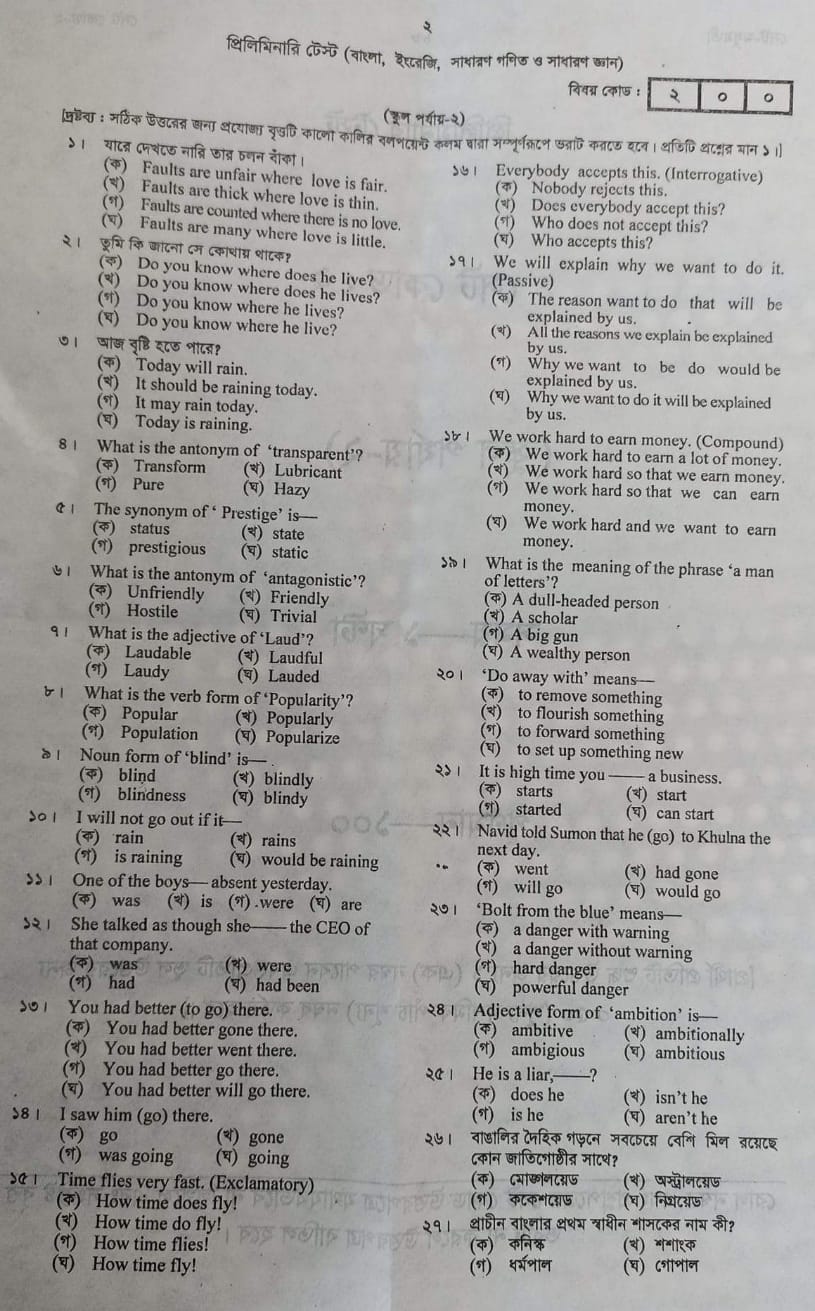 ২
প্রিলিমিনারি টেস্ট (বাংলা, ইংরেজি, সাধারণ গণিত ও সাধারণ জ্ঞান)
বিষয় কোড : ২ ০ ০
(স্কুল পর্যায়-২)
[দ্রষ্টব্য : সঠিক উত্তরের জন্য প্রযোজ্য বৃত্তটি কালো কালির বলপয়েন্ট কলম দ্বারা সম্পূর্ণরূপে ভরাট করতে হবে। প্রতিটি প্রশ্নের মান ১।]
১। যারে দেখতে নারি তার চলন বাঁকা।
(ক) Faults are unfair where love is fair.
(খ) Faults are thick where love is thin.
(গ) Faults are counted where there is no love.
(ঘ) Faults are many where love is little.
২। তুমি কি জানো সে কোথায় থাকে?
(ক) Do you know where does he live?
(খ) Do you know where does he lives?
(গ) Do you know where he lives?
(ঘ) Do you know where he live?
৩। আজ বৃষ্টি হতে পারে?
(ক) Today will rain.
(খ) It should be raining today.
(গ) It may rain today.
(ঘ) Today is raining.
৪। What is the antonym of ‘transparent’?
(ক) Transform (খ) Lubricant
(গ) Pure (ঘ) Hazy
৫। The synonym of ‘ Prestige’ is—
(ক) status (খ) state
(গ) prestigious (ঘ) static
৬। What is the antonym of ‘antagonistic’?
(ক) Unfriendly (খ) Friendly
(গ) Hostile (ঘ) Trivial
৭। What is the adjective of ‘Laud’?
(ক) Laudable (খ) Laudful
(গ) Laudy (ঘ) Lauded
৮। What is the verb form of ‘Popularity’?
(ক) Popular (খ) Popularly
(গ) Population (ঘ) Popularize
৯। Noun form of ‘blind’ is—
(ক) blind (খ) blindly
(গ) blindness (ঘ) blindy
১০। I will not go out if it—
(ক) rain (খ) rains
(গ) is raining (ঘ) would be raining
১১। One of the boys— absent yesterday.
(ক) was (খ) is (গ) were (ঘ) are
১২। She talked as though she—— the CEO of
that company.
(ক) was (খ) were
(গ) had (ঘ) had been
১৩। You had better (to go) there.
(ক) You had better gone there.
(খ) You had better went there.
(গ) You had better go there.
(ঘ) You had better will go there.
১৪। I saw him (go) there.
(ক) go (খ) gone
(গ) was going (ঘ) going
১৫। Time flies very fast. (Exclamatory)
(ক) How time does fly!
(খ) How time do fly!
(গ) How time flies!
(ঘ) How time fly!
১৬। Everybody accepts this. (Interrogative)
(ক) Nobody rejects this.
(খ) Does everybody accept this?
(গ) Who does not accept this?
(ঘ) Who accepts this?
১৭। We will explain why we want to do it.
(Passive)
(ক) The reason want to do that will be
explained by us.
(খ) All the reasons we explain be explained
by us.
(গ) Why we want to be do would be
explained by us.
(ঘ) Why we want to do it will be explained
by us.
১৮। We work hard to earn money. (Compound)
(ক) We work hard to earn a lot of money.
(খ) We work hard so that we earn money.
(গ) We work hard so that we can earn
money.
(ঘ) We work hard and we want to earn
money.
১৯। What is the meaning of the phrase ‘a man
of letters’?
(ক) A dull-headed person
(খ) A scholar
(গ) A big gun
(ঘ) A wealthy person
২০। ‘Do away with’ means—
(ক) to remove something
(খ) to flourish something
(গ) to forward something
(ঘ) to set up something new
২১। It is high time you —— a business.
(ক) starts (খ) start
(গ) started (ঘ) can start
২২। Navid told Sumon that he (go) to Khulna the
next day.
(ক) went (খ) had gone
(গ) will go (ঘ) would go
২৩। ‘Bolt from the blue’ means—
(ক) a danger with warning
(খ) a danger without warning
(গ) hard danger
(ঘ) powerful danger
২৪। Adjective form of ‘ambition’ is—
(ক) ambitive (খ) ambitionally
(গ) ambigious (ঘ) ambitious
২৫। He is a liar,——?
(ক) does he (খ) isn’t he
(গ) is he (ঘ) aren’t he
২৬। বাঙালির দৈহিক গড়নে সবচেয়ে বেশি মিল রয়েছে
কোন জাতিগোষ্ঠীর সাথে?
(ক) মোঙ্গলয়েড (খ) অস্ট্রোলয়েড
(গ) ককেশয়েড (ঘ) নিগ্রয়েড
২৭। প্রাচীন বাংলার প্রথম স্বাধীন শাসকের নাম কী?
(ক) কনিষ্ক (খ) শশাংক
(গ) ধর্মপাল (ঘ) গোপাল